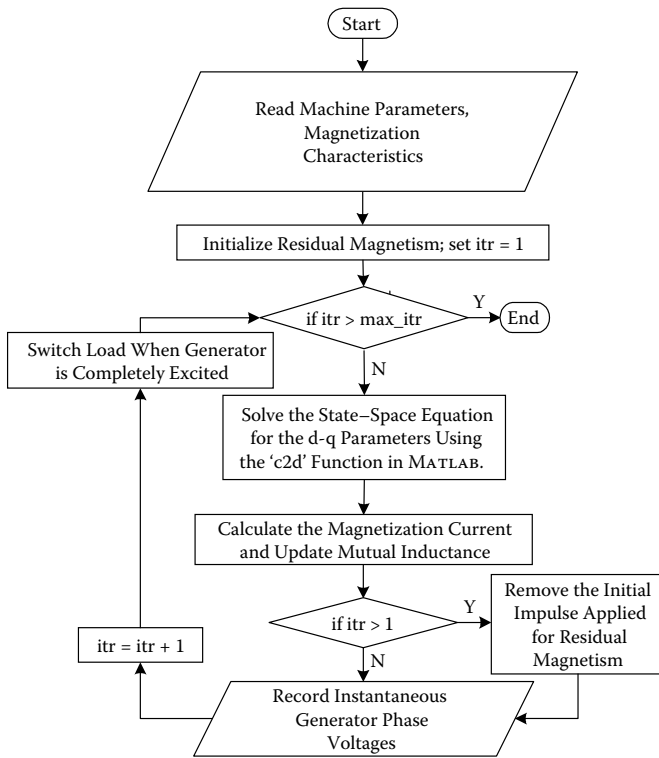 Start
Read Machine Parameters,
Magnetization
Characteristics
Initialize Residual Magnetism; set itr = 1
if itr > max_itr
Y
End
N
Switch Load When Generator
is Completely Excited
Solve the State–Space Equation
for the d-q Parameters Using
the ‘c2d’ Function in MATLAB.
Calculate the Magnetization Current
and Update Mutual Inductance
if itr > 1
Y
Remove the Initial
Impulse Applied
for Residual
Magnetism
N
itr = itr + 1
Record Instantaneous
Generator Phase
Voltages